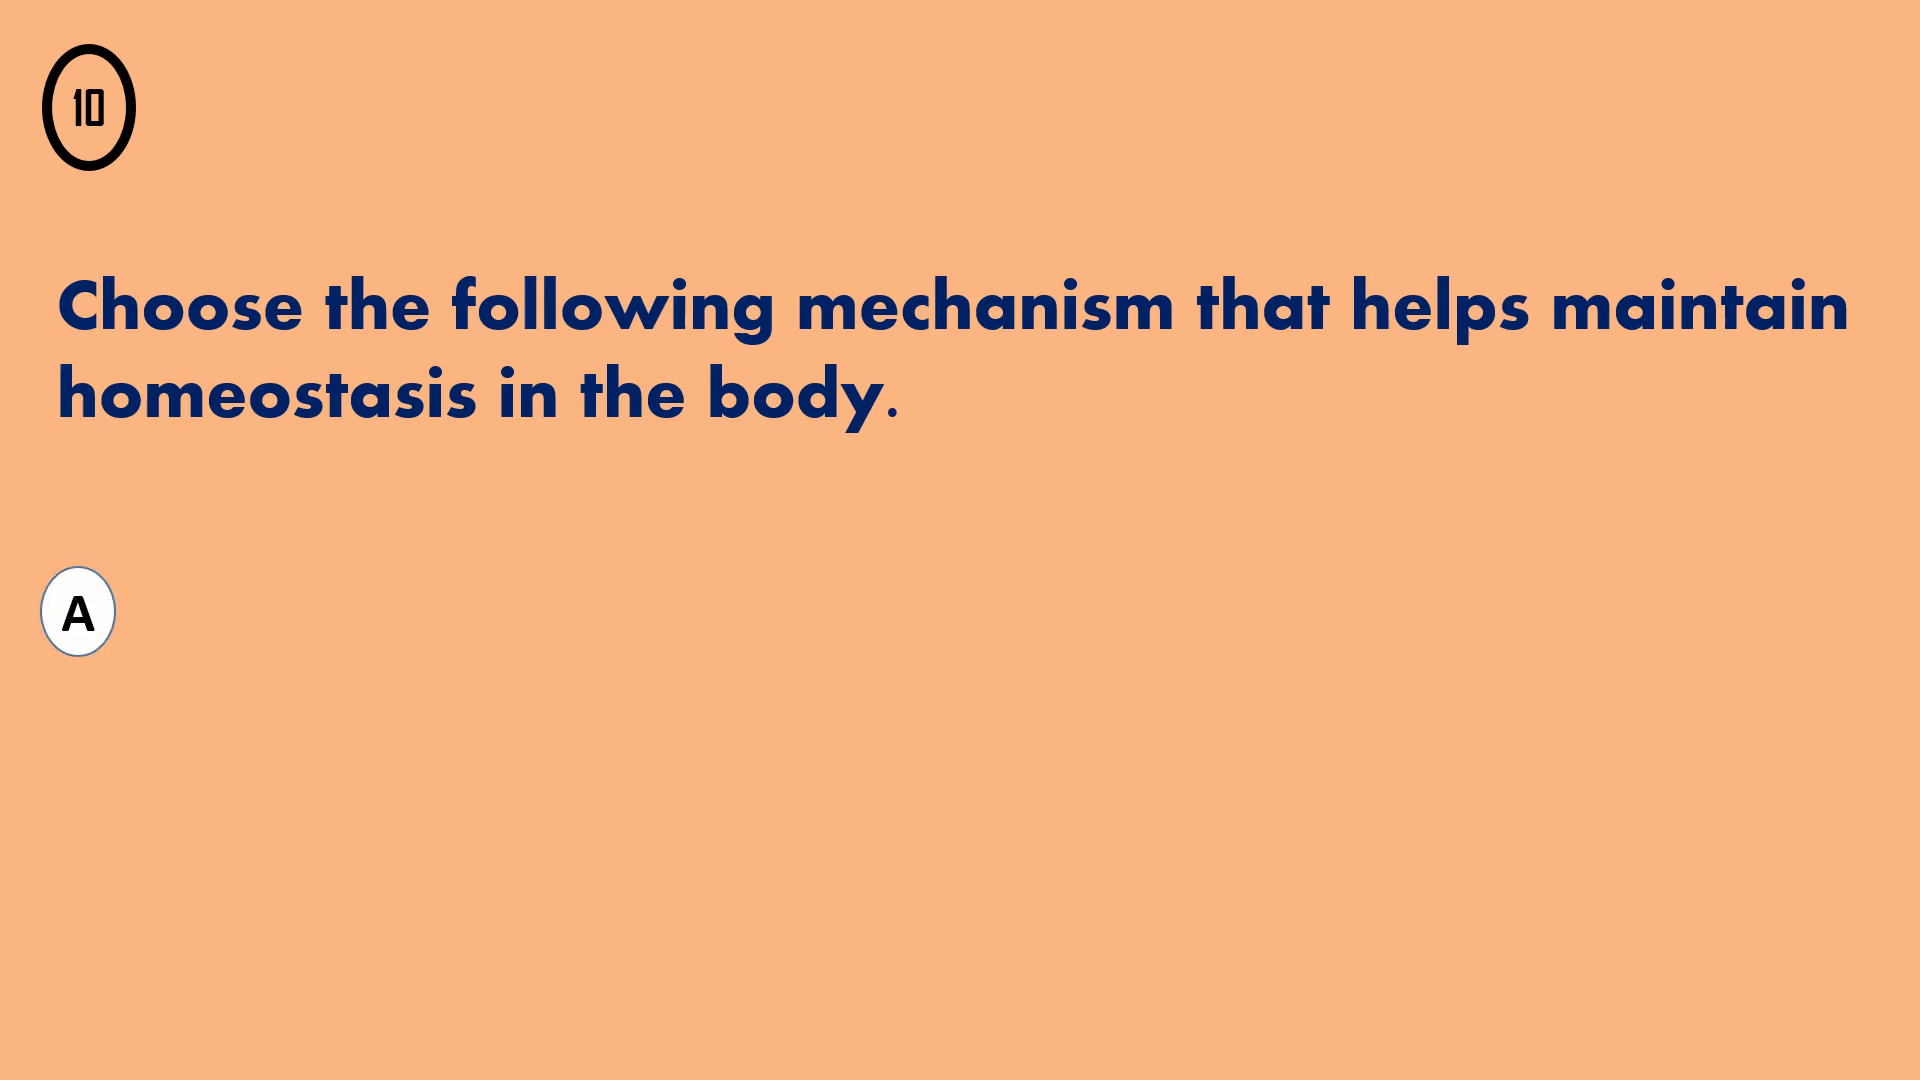 10
Choose the following mechanism that helps maintain
homeostasis in the body.
A